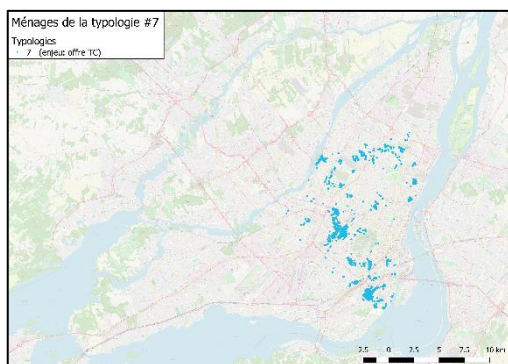 Ménages de la typologie #7
Typologies
7 (enjeu: offre TC)
2.5 0 2.5 5 7.5 10 km